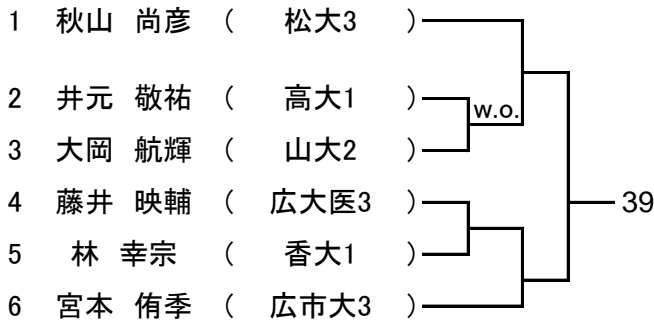 1 秋山 尚彦 ( 松大3 )
2 井元 敬祐 ( 高大1 )
w.o.
3 大岡 航輝 ( 山大2 )
4 藤井 映輔 ( 広大医3 )
39
5 林 幸宗 ( 香大1 )
6 宮本 侑季 ( 広市大3 )